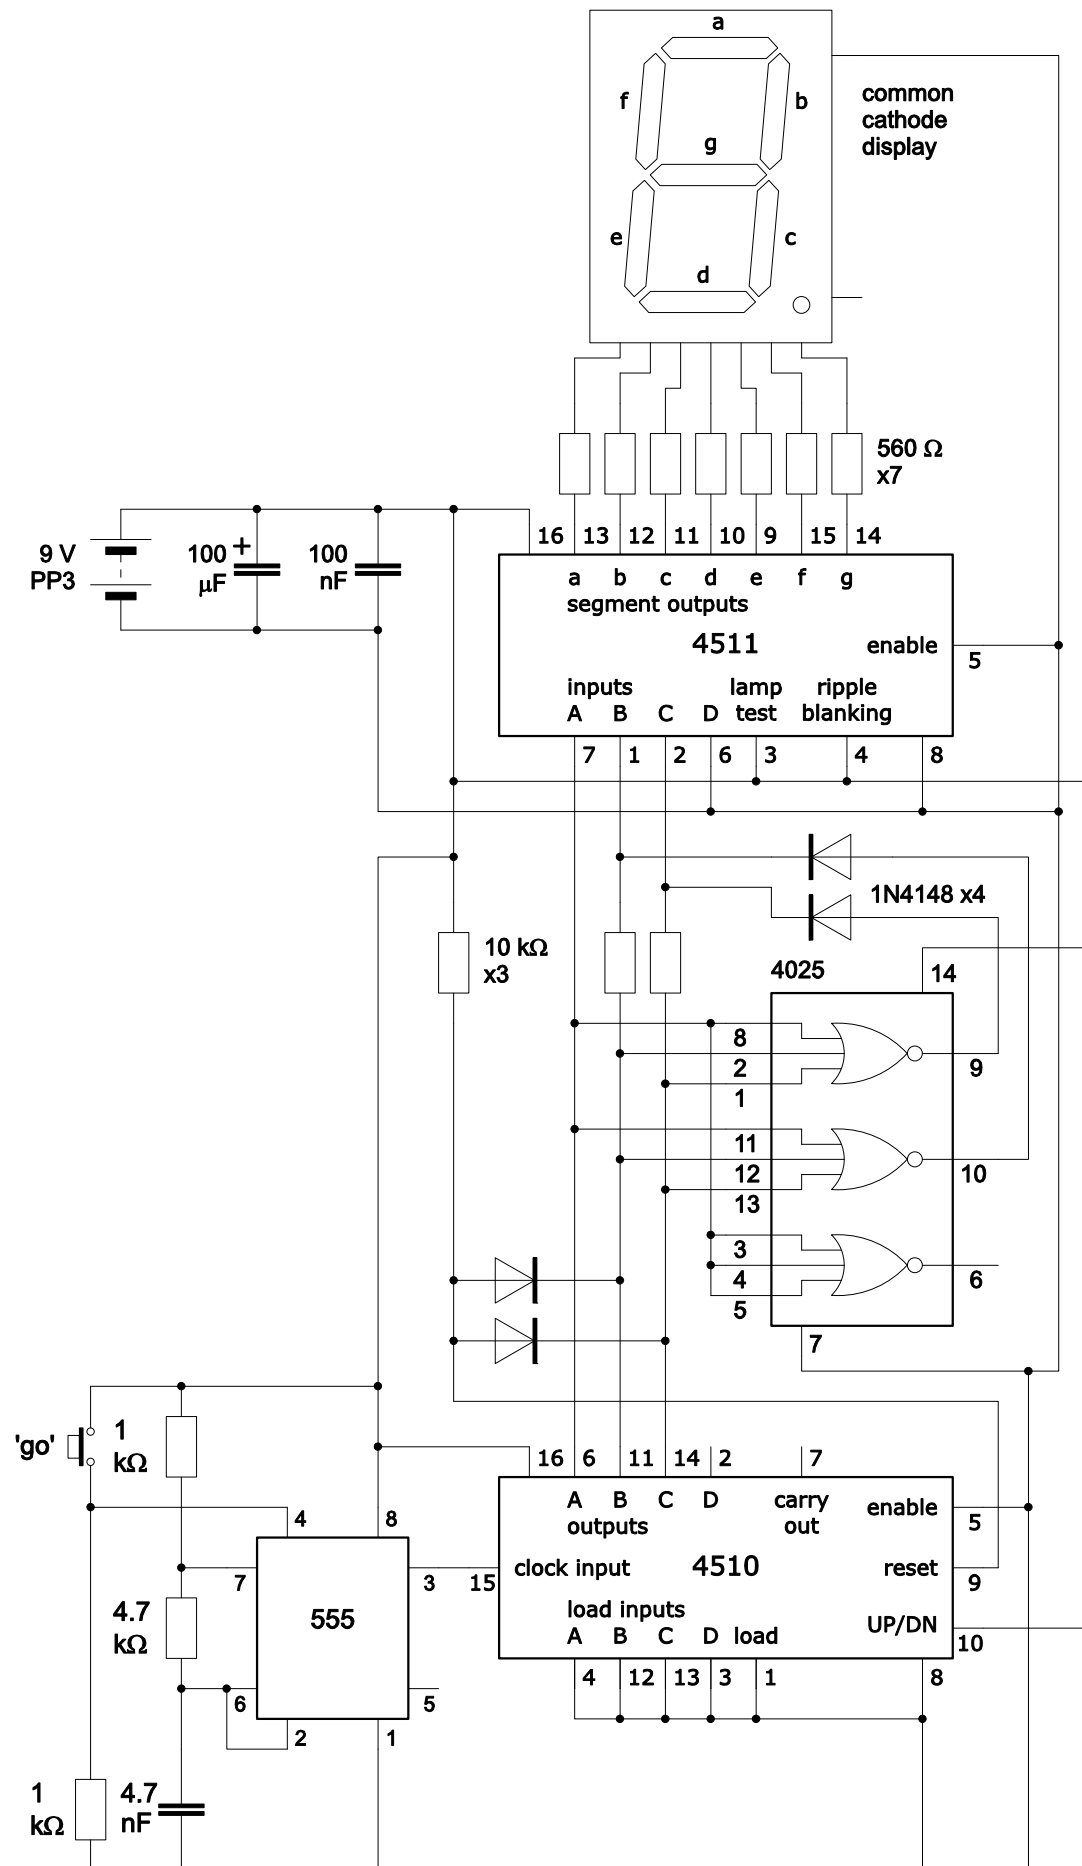 a
f
b
g
e
c
d
common
cathode
display
560 Ω
x7
9 V
PP3
100
μF
+
100
nF
16 13 12 11 10 9 15 14
a b c d e f g
segment outputs
4511
enable
5
inputs
lamp
test
ripple
blanking
A B C D
7 1 2 6 3 4 8
1N4148 x4
10 kΩ
x3
4025
14
8
2
1
9
11
12
13
10
3
4
5
6
7
'go'
1
kΩ
16 6 11 14 2 7
A B C D
outputs
carry
out
enable
5
4 8
7
3
15
clock input
4510
reset
9
4.7
kΩ
555
load inputs
A B C D load
UP/DN
10
6
5
4 12 13 3 1 8
2
1
1
kΩ
4.7
nF